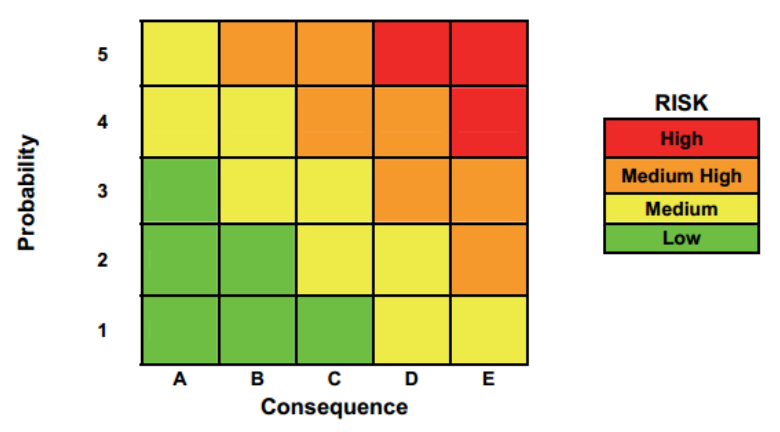 Probability
5
4
3
2
1
A B C D E
Consequence
RISK
High
Medium High
Medium
Low